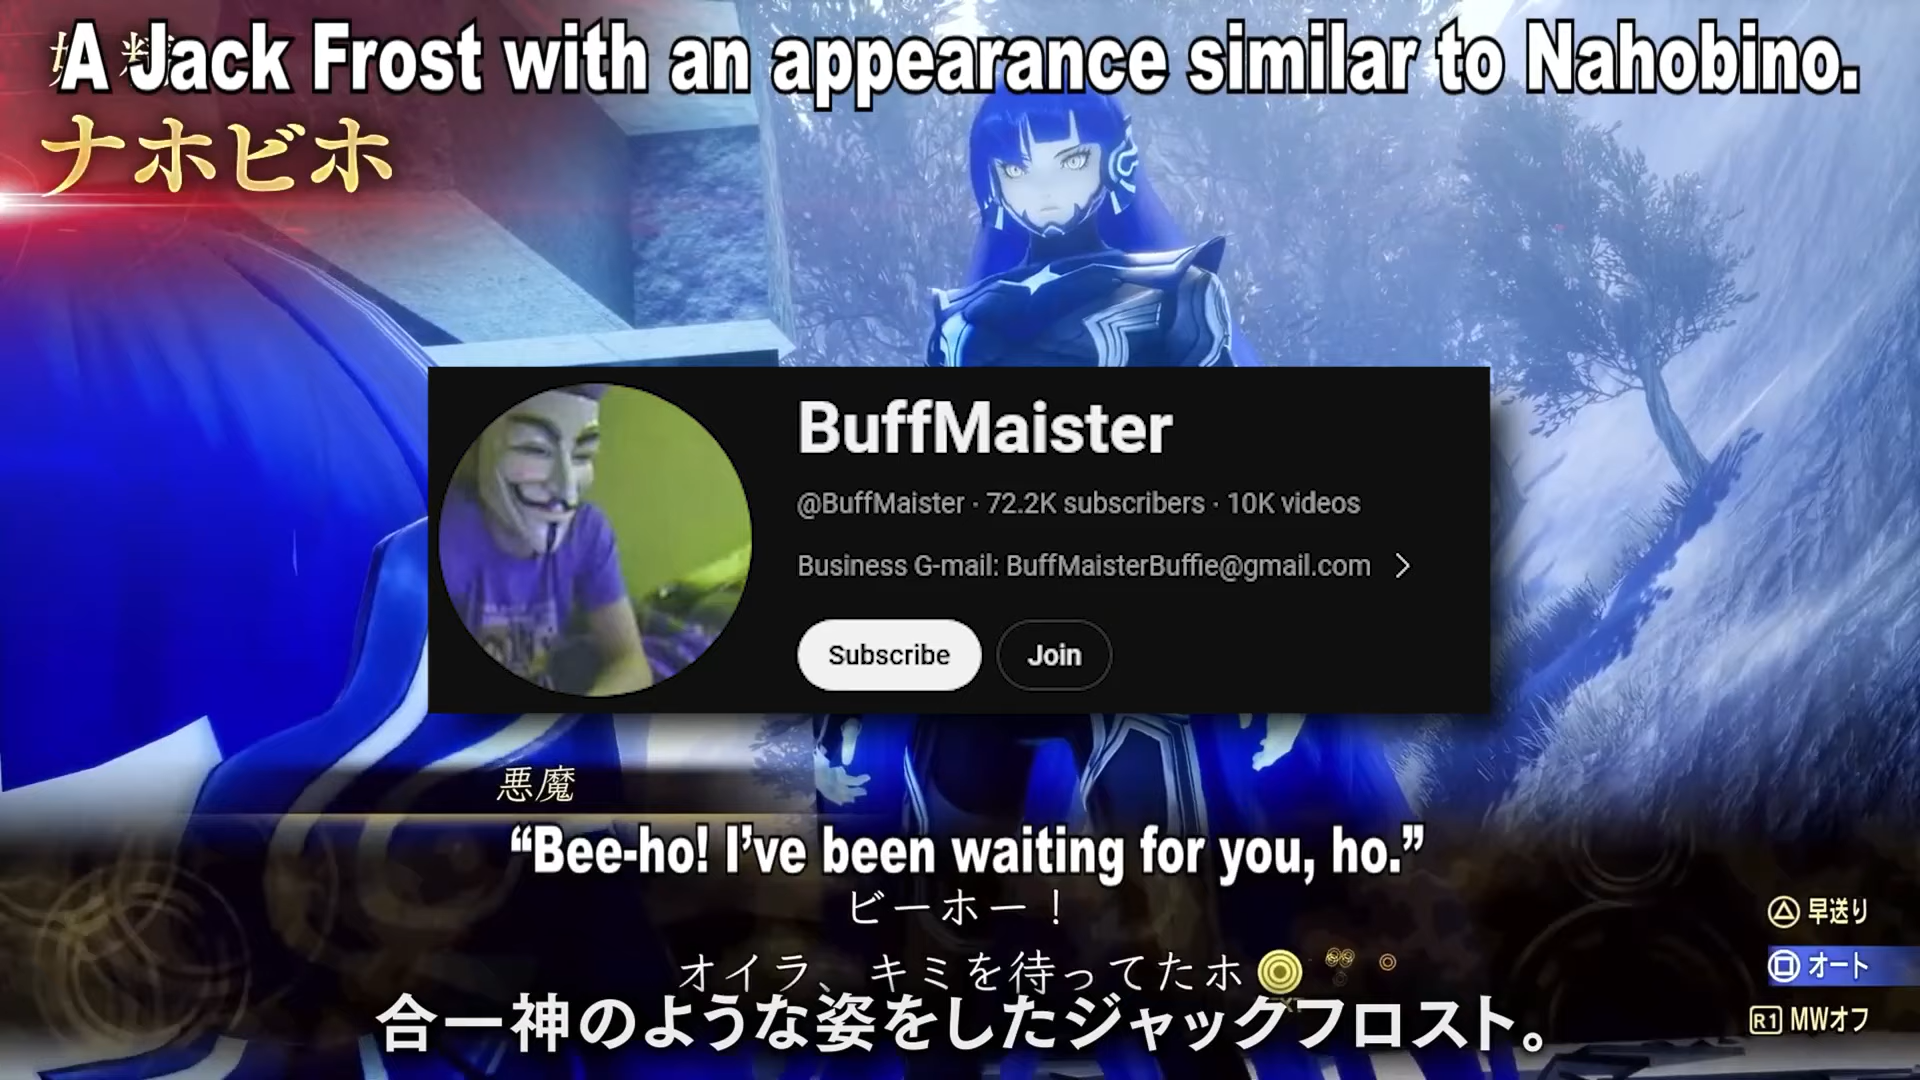 A Jack Frost with an appearance similar to Nahobino.
ナホビホ
BuffMaister
@BuffMaister · 72.2K subscribers · 10K videos
Business G-mail: BuffMaisterBuffie@gmail.com
Subscribe
Join
悪魔
“Bee-ho! I’ve been waiting for you, ho.”
ビーホー！
オイラ、キミを待ってたホ
早送り
オート
R1 MWオフ
合一神のような姿をしたジャックフロスト。